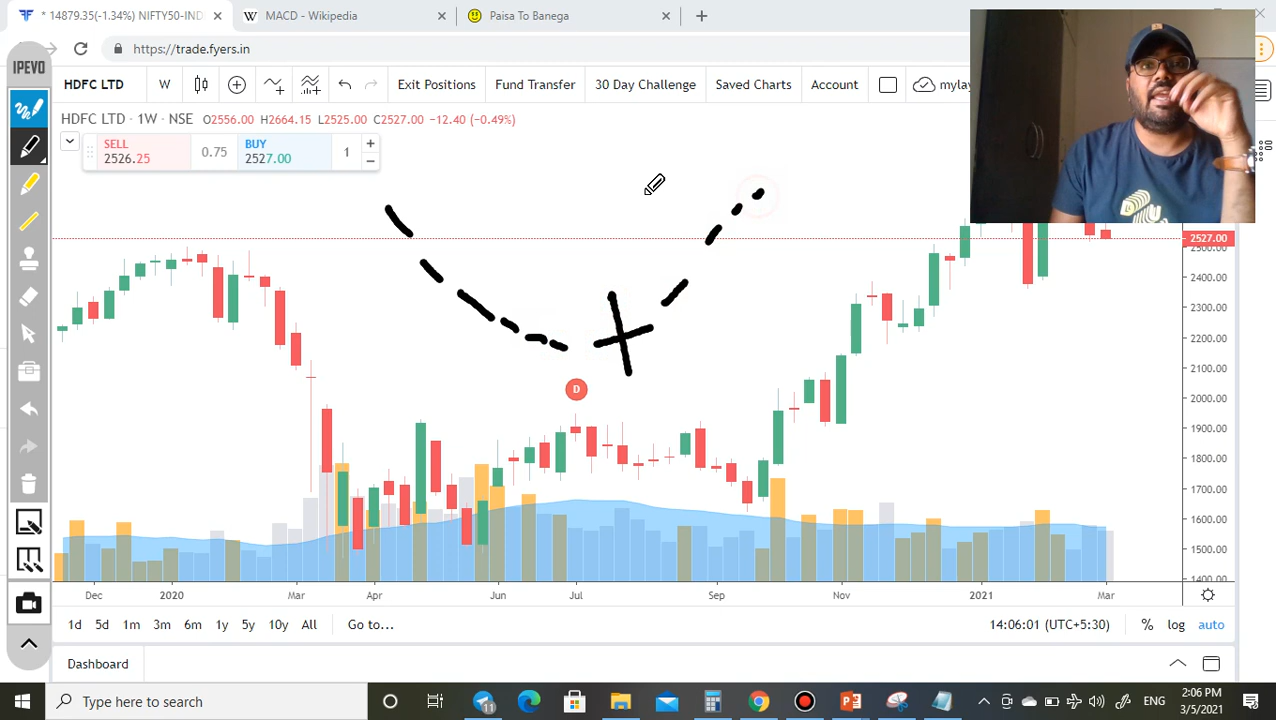 * 14879.35(-1.34%) NIFTY50-IND
MACD - Wikipedia
Paisa To Banega
https://trade.fyers.in
IPEVO
HDFC LTD
W
Exit Positions
Fund Transfer
30 Day Challenge
Saved Charts
Account
mylay
HDFC LTD · 1W · NSE O2556.00 H2664.15 L2525.00 C2527.00 −12.40 (−0.49%)
SELL
2526.25
0.75
BUY
2527.00
1
D
2527.00
2500.00
2400.00
2300.00
2200.00
2100.00
2000.00
1900.00
1800.00
1700.00
1600.00
1500.00
1400.00
Dec 2020 Mar Apr Jun Jul Sep Nov 2021 Mar
1d 5d 1m 3m 6m 1y 5y 10y All Go to...
14:06:01 (UTC+5:30) % log auto
Dashboard
Type here to search
11
ENG
2:06 PM
3/5/2021